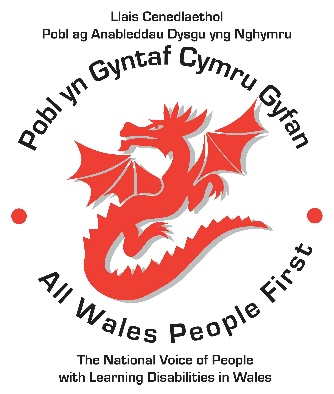 Llais Cenedlaethol
Pobl ag Anableddau Dysgu yng Nghymru
Pobl yn Gyntaf Cymru Gyfan
All Wales People First
The National Voice of People
with Learning Disabilities in Wales